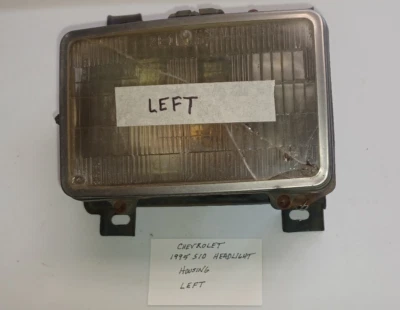 LEFT
CHEVROLET
1995 S10 HEADLIGHT
HOUSING
LEFT